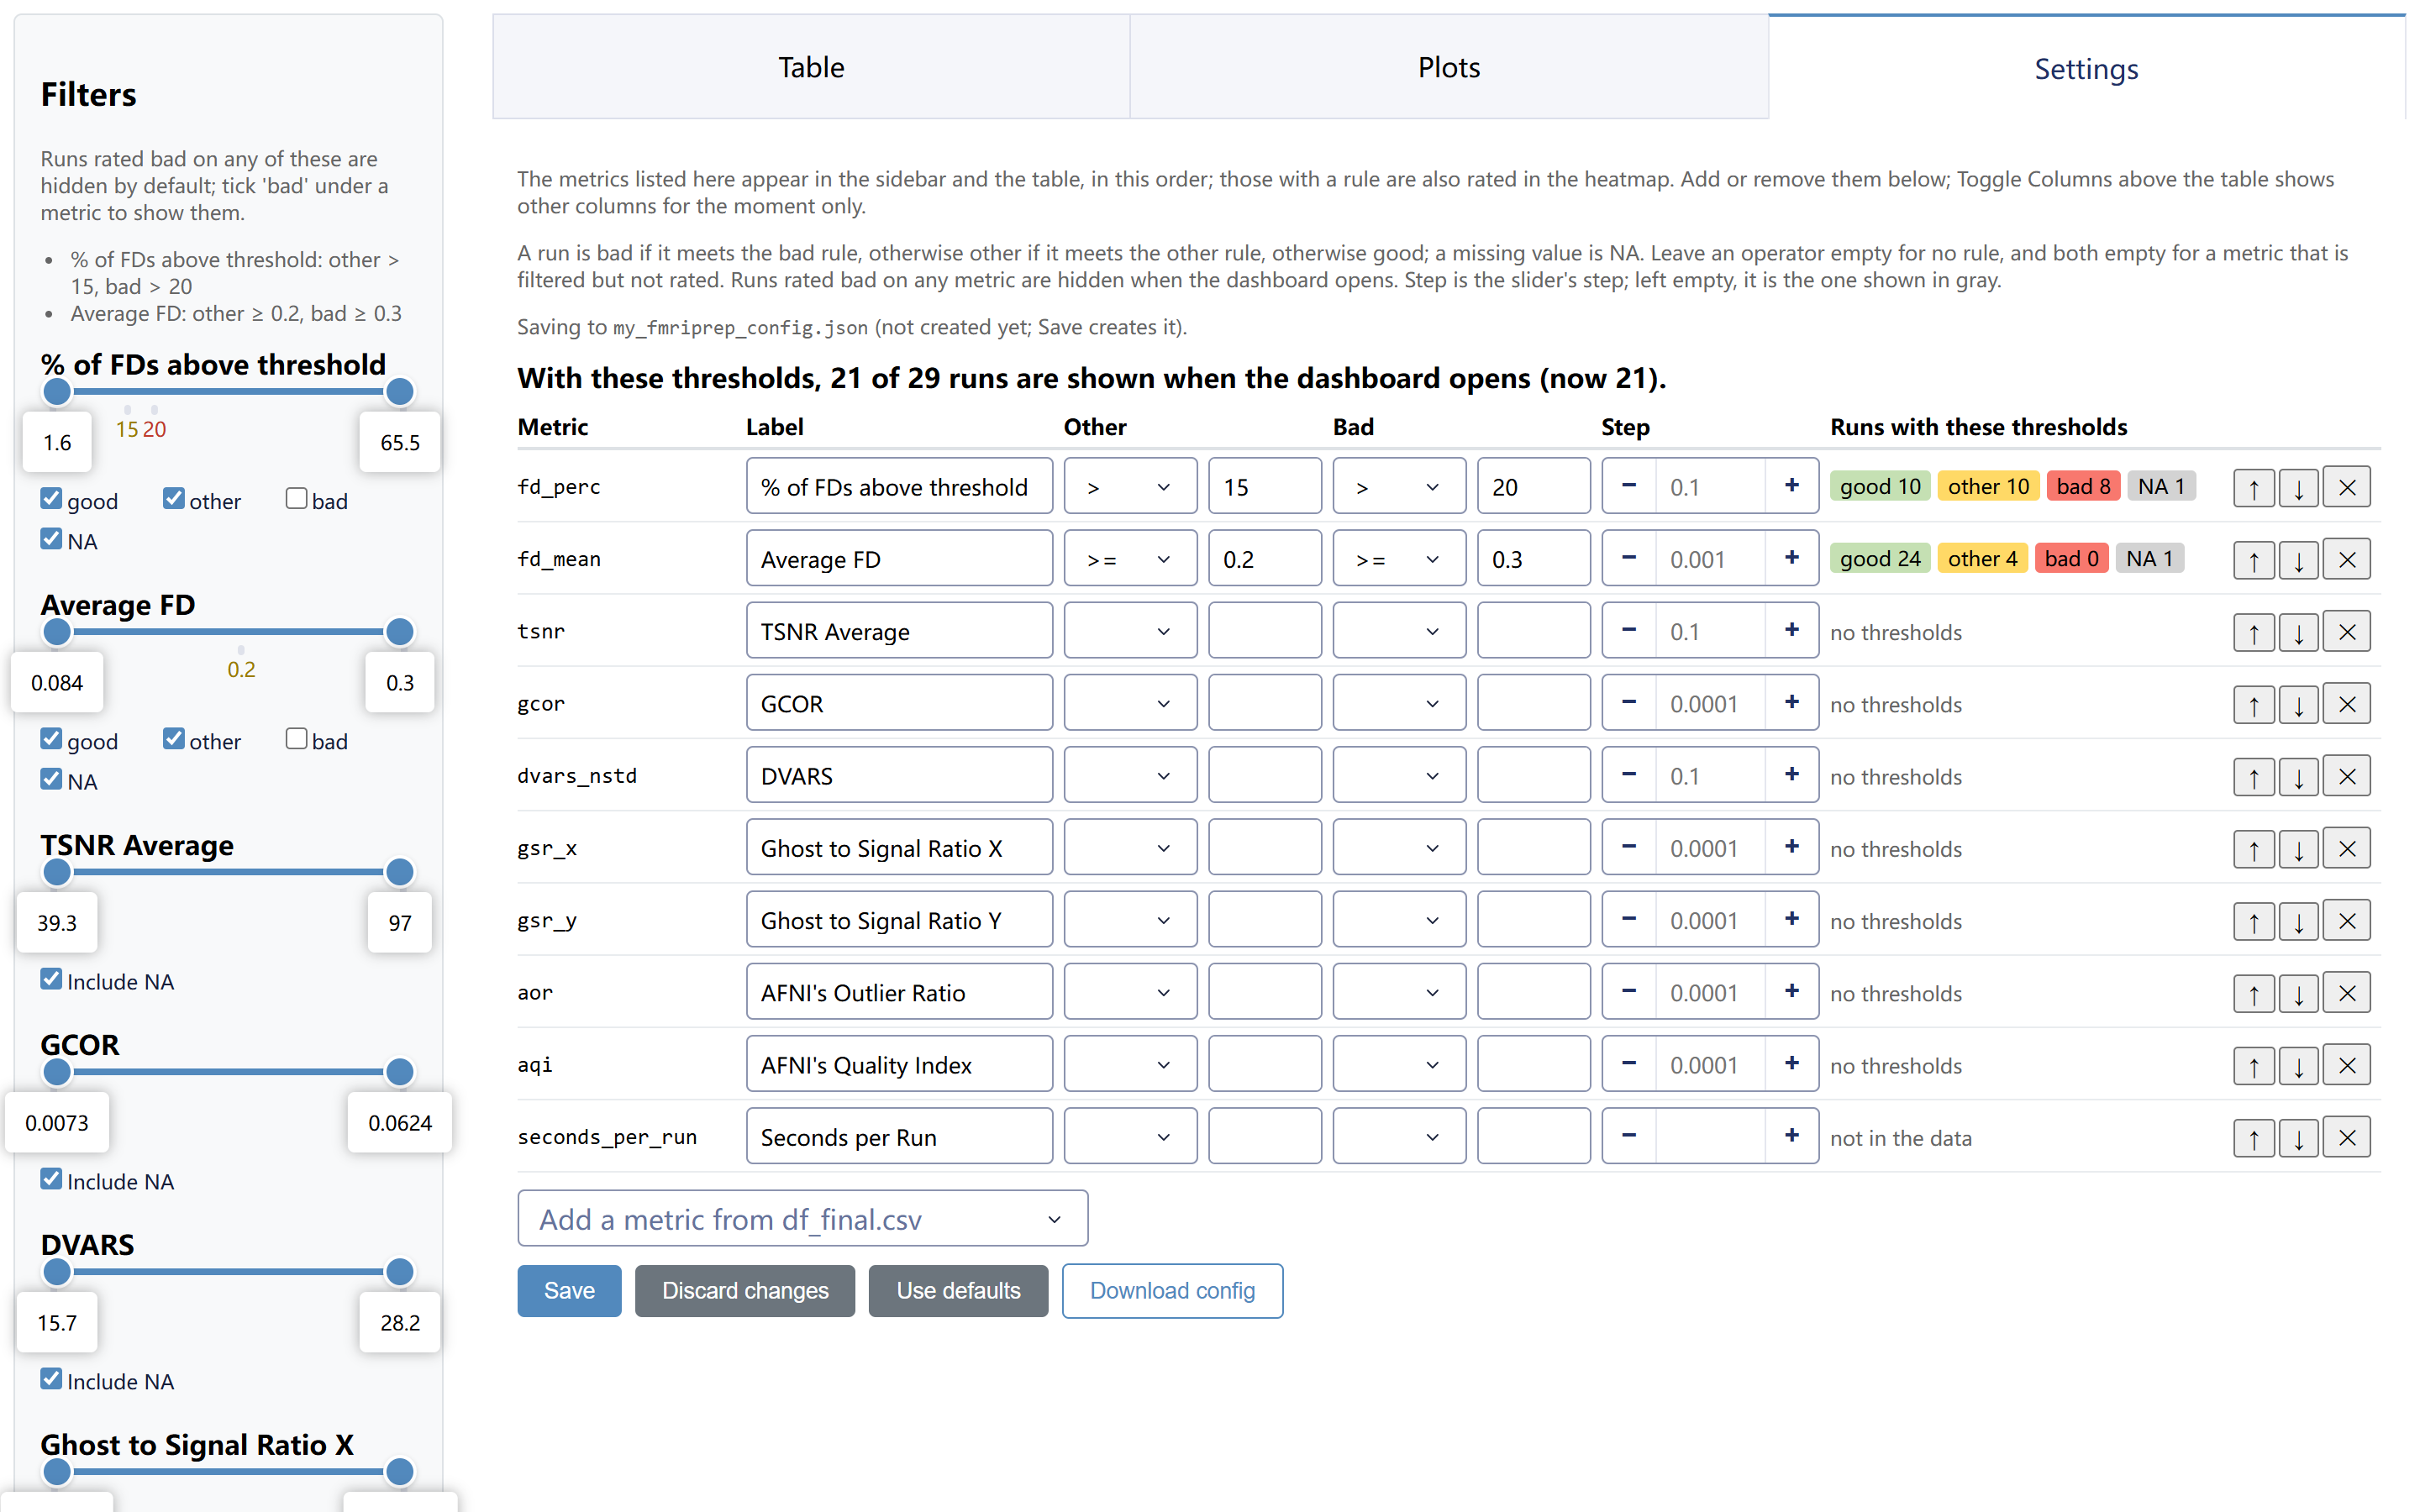 Filters
Runs rated bad on any of these are
hidden by default; tick 'bad' under a
metric to show them.
• % of FDs above threshold: other >
15, bad > 20
• Average FD: other ≥ 0.2, bad ≥ 0.3
% of FDs above threshold
15 20
1.6 65.5
good other bad
NA
Average FD
0.2
0.084 0.3
good other bad
NA
TSNR Average
39.3 97
Include NA
GCOR
0.0073 0.0624
Include NA
DVARS
15.7 28.2
Include NA
Ghost to Signal Ratio X
Table Plots Settings
The metrics listed here appear in the sidebar and the table, in this order; those with a rule are also rated in the heatmap. Add or remove them below; Toggle Columns above the table shows
other columns for the moment only.
A run is bad if it meets the bad rule, otherwise other if it meets the other rule, otherwise good; a missing value is NA. Leave an operator empty for no rule, and both empty for a metric that is
filtered but not rated. Runs rated bad on any metric are hidden when the dashboard opens. Step is the slider's step; left empty, it is the one shown in gray.
Saving to my_fmriprep_config.json (not created yet; Save creates it).
With these thresholds, 21 of 29 runs are shown when the dashboard opens (now 21).
Metric Label Other Bad Step Runs with these thresholds
fd_perc % of FDs above threshold > 15 > 20 − 0.1 + good 10 other 10 bad 8 NA 1 ↑ ↓ ×
fd_mean Average FD >= 0.2 >= 0.3 − 0.001 + good 24 other 4 bad 0 NA 1 ↑ ↓ ×
tsnr TSNR Average − 0.1 + no thresholds ↑ ↓ ×
gcor GCOR − 0.0001 + no thresholds ↑ ↓ ×
dvars_nstd DVARS − 0.1 + no thresholds ↑ ↓ ×
gsr_x Ghost to Signal Ratio X − 0.0001 + no thresholds ↑ ↓ ×
gsr_y Ghost to Signal Ratio Y − 0.0001 + no thresholds ↑ ↓ ×
aor AFNI's Outlier Ratio − 0.0001 + no thresholds ↑ ↓ ×
aqi AFNI's Quality Index − 0.0001 + no thresholds ↑ ↓ ×
seconds_per_run Seconds per Run − + not in the data ↑ ↓ ×
Add a metric from df_final.csv
Save Discard changes Use defaults Download config